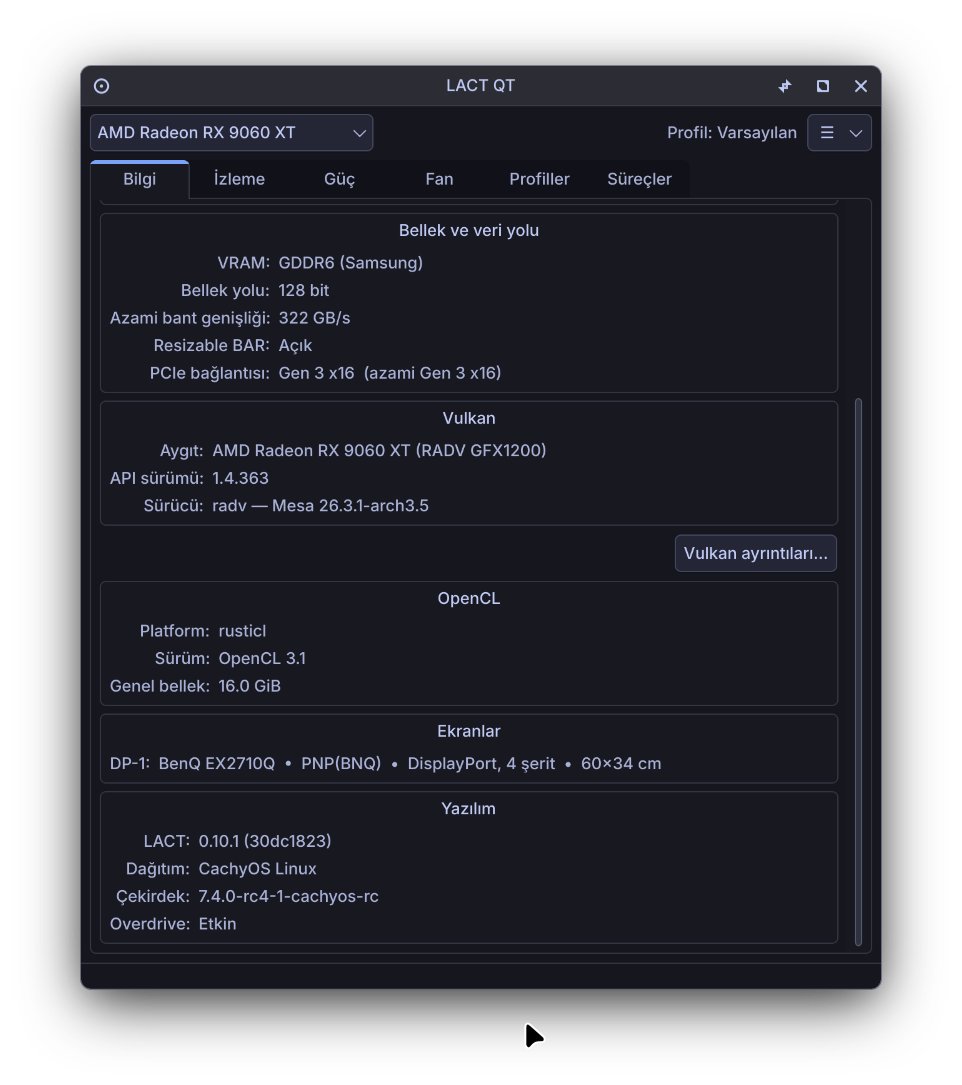 LACT QT
AMD Radeon RX 9060 XT
Profil: Varsayılan
Bilgi İzleme Güç Fan Profiller Süreçler
Bellek ve veri yolu
VRAM: GDDR6 (Samsung)
Bellek yolu: 128 bit
Azami bant genişliği: 322 GB/s
Resizable BAR: Açık
PCIe bağlantısı: Gen 3 x16 (azami Gen 3 x16)
Vulkan
Aygıt: AMD Radeon RX 9060 XT (RADV GFX1200)
API sürümü: 1.4.363
Sürücü: radv — Mesa 26.3.1-arch3.5
Vulkan ayrıntıları...
OpenCL
Platform: rusticl
Sürüm: OpenCL 3.1
Genel bellek: 16.0 GiB
Ekranlar
DP-1: BenQ EX2710Q • PNP(BNQ) • DisplayPort, 4 şerit • 60×34 cm
Yazılım
LACT: 0.10.1 (30dc1823)
Dağıtım: CachyOS Linux
Çekirdek: 7.4.0-rc4-1-cachyos-rc
Overdrive: Etkin